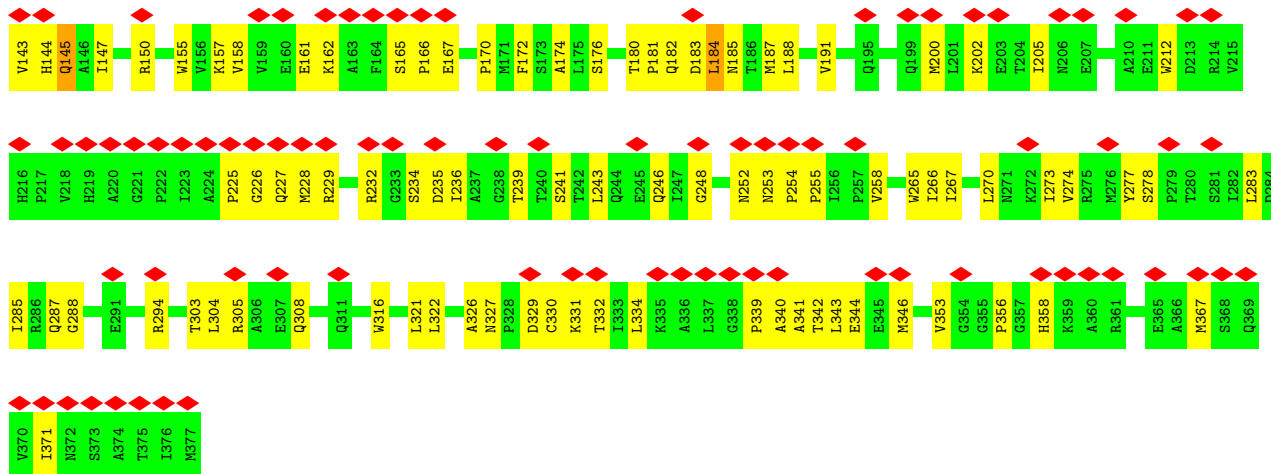 V143 H144 Q145 A146 I147 R150 W155 V156 K157 V158 V159 E160 E161 K162 A163 F164 S165 P166 E167 P170 M171 F172 S173 A174 L175 S176 T180 P181 Q182 D183 L184 N185 T186 M187 L188 V191 Q195 Q199 M200 L201 K202 E203 T204 I205 N206 E207 A210 E211 W212 D213 R214 V215
H216 P217 V218 H219 A220 G221 P222 I223 A224 P225 G226 Q227 M228 R229 R232 G233 S234 D235 I236 A237 G238 T239 T240 S241 T242 L243 Q244 E245 Q246 I247 G248 N252 N253 P254 P255 I256 P257 V258 W265 I266 I267 L270 N271 K272 I273 V274 R275 M276 Y277 S278 P279 T280 S281 I282 L283 D284
I285 R286 Q287 G288 E291 R294 T303 L304 R305 A306 E307 Q308 Q311 W316 L321 L322 A326 N327 P328 D329 C330 K331 T332 I333 L334 K335 A336 L337 G338 P339 A340 A341 T342 L343 E344 E345 M346 V353 G354 G355 P356 G357 H358 K359 A360 R361 E365 A366 M367 S368 Q369
V370 I371 N372 S373 A374 T375 I376 M377